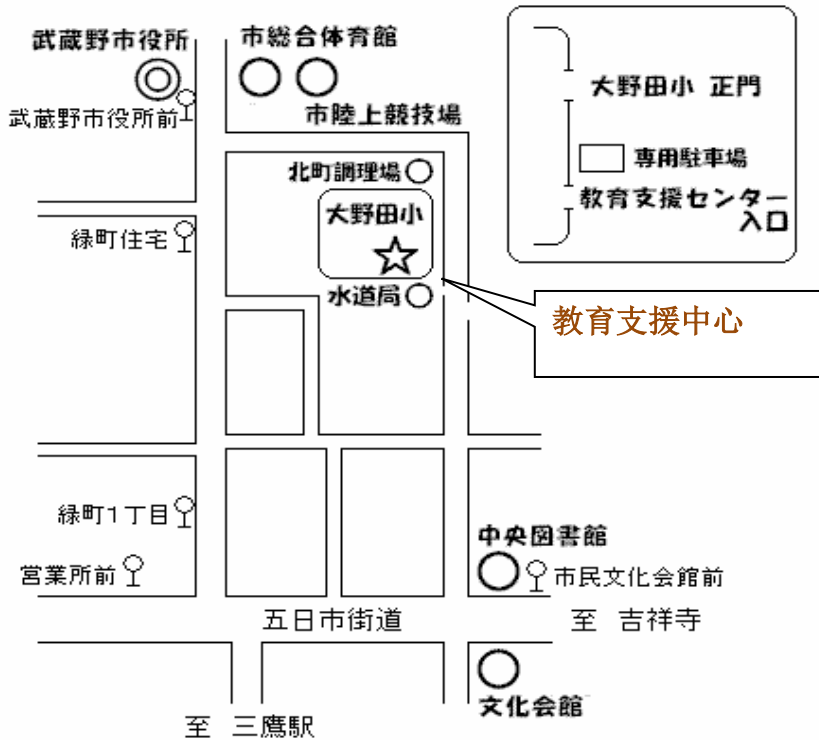 武蔵野市役所
市総合体育館
武蔵野市役所前
市陸上競技場
大野田小 正門
専用駐車場
教育支援センター
入口
北町調理場
大野田小
緑町住宅
水道局
教育支援中心
緑町1丁目
中央図書館
営業所前
市民文化会館前
五日市街道
至 吉祥寺
文化会館
至 三鷹駅